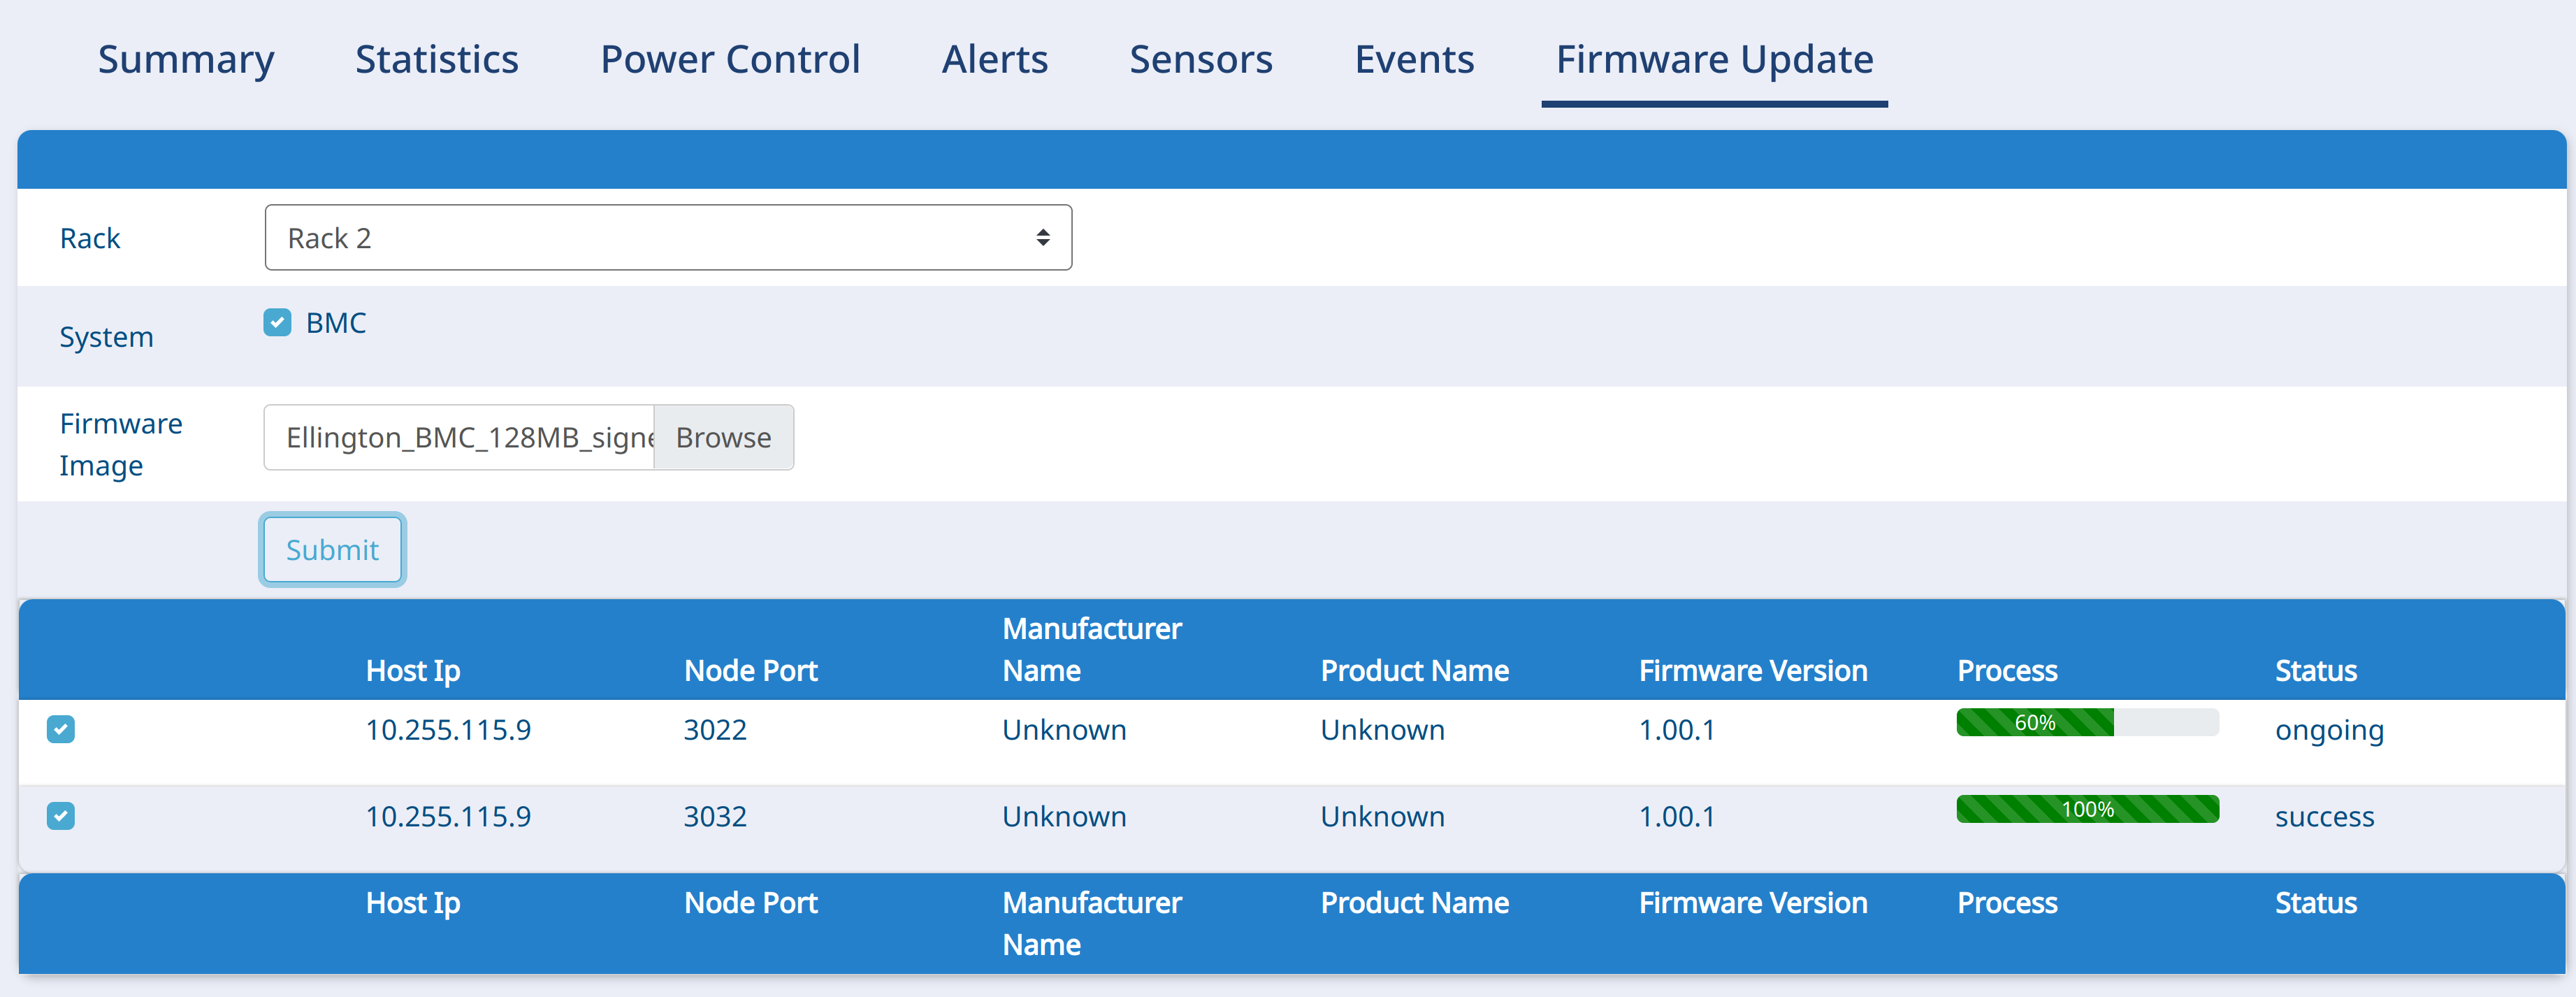 Summary Statistics Power Control Alerts Sensors Events Firmware Update
Rack Rack 2
System BMC
Firmware Image Ellington_BMC_128MB_signe Browse
Submit
Host Ip Node Port Manufacturer Name Product Name Firmware Version Process Status
10.255.115.9 3022 Unknown Unknown 1.00.1 60% ongoing
10.255.115.9 3032 Unknown Unknown 1.00.1 100% success
Host Ip Node Port Manufacturer Name Product Name Firmware Version Process Status